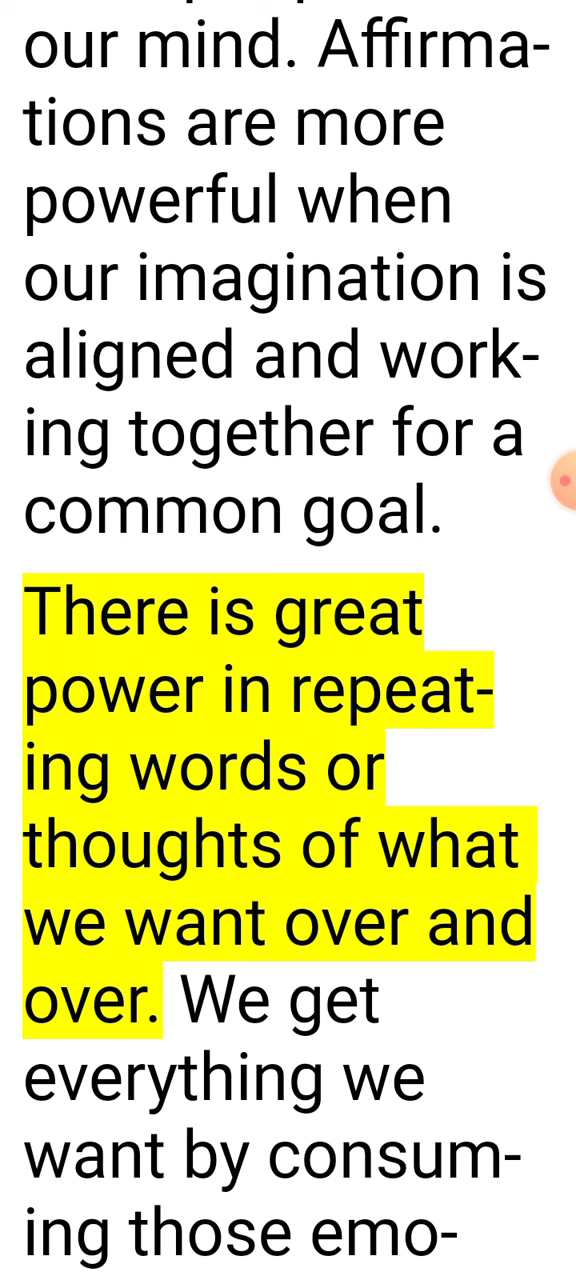 our mind. Affirma-
tions are more
powerful when
our imagination is
aligned and work-
ing together for a
common goal.
There is great
power in repeat-
ing words or
thoughts of what
we want over and
over. We get
everything we
want by consum-
ing those emo-